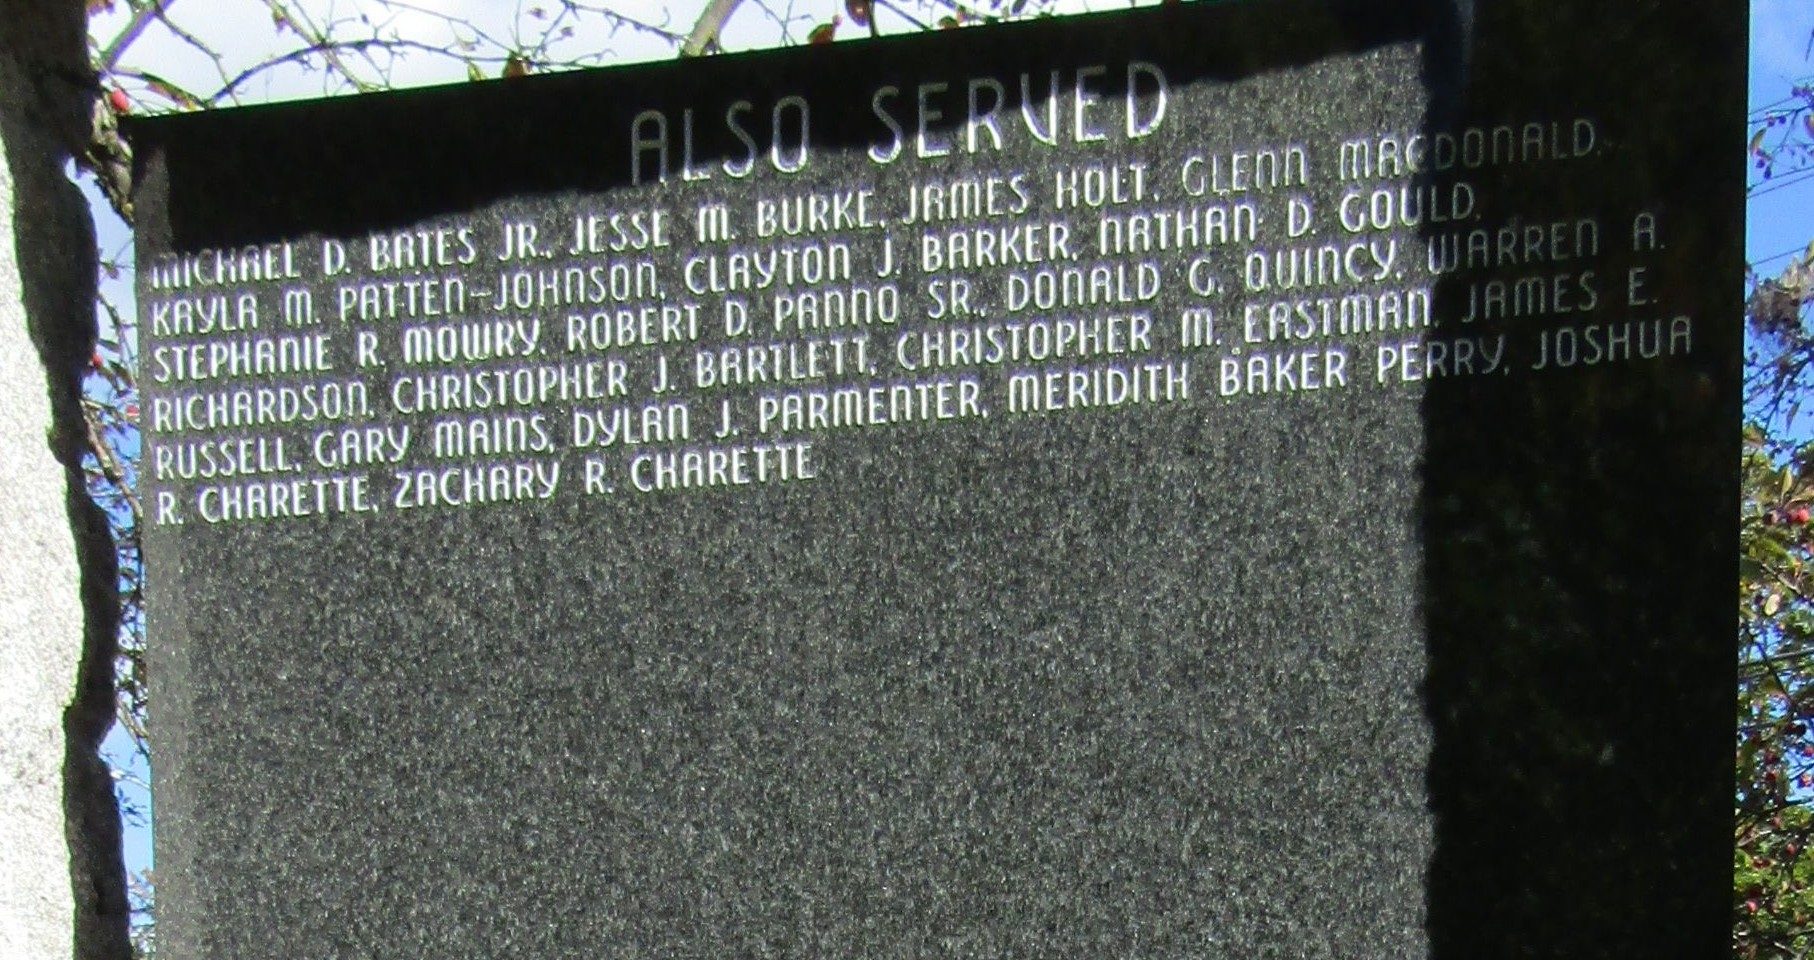 ALSO SERVED
MICHAEL D. BATES JR., JESSE M. BURKE, JAMES HOLT, GLENN MACDONALD,
KAYLA M. PATTEN-JOHNSON, CLAYTON J. BARKER, NATHAN D. GOULD,
STEPHANIE R. MOWRY, ROBERT D. PANNO SR., DONALD G. QUINCY, WARREN A.
RICHARDSON, CHRISTOPHER J. BARTLETT, CHRISTOPHER M. EASTMAN, JAMES E.
RUSSELL, GARY MAINS, DYLAN J. PARMENTER, MERIDITH BAKER PERRY, JOSHUA
R. CHARETTE, ZACHARY R. CHARETTE